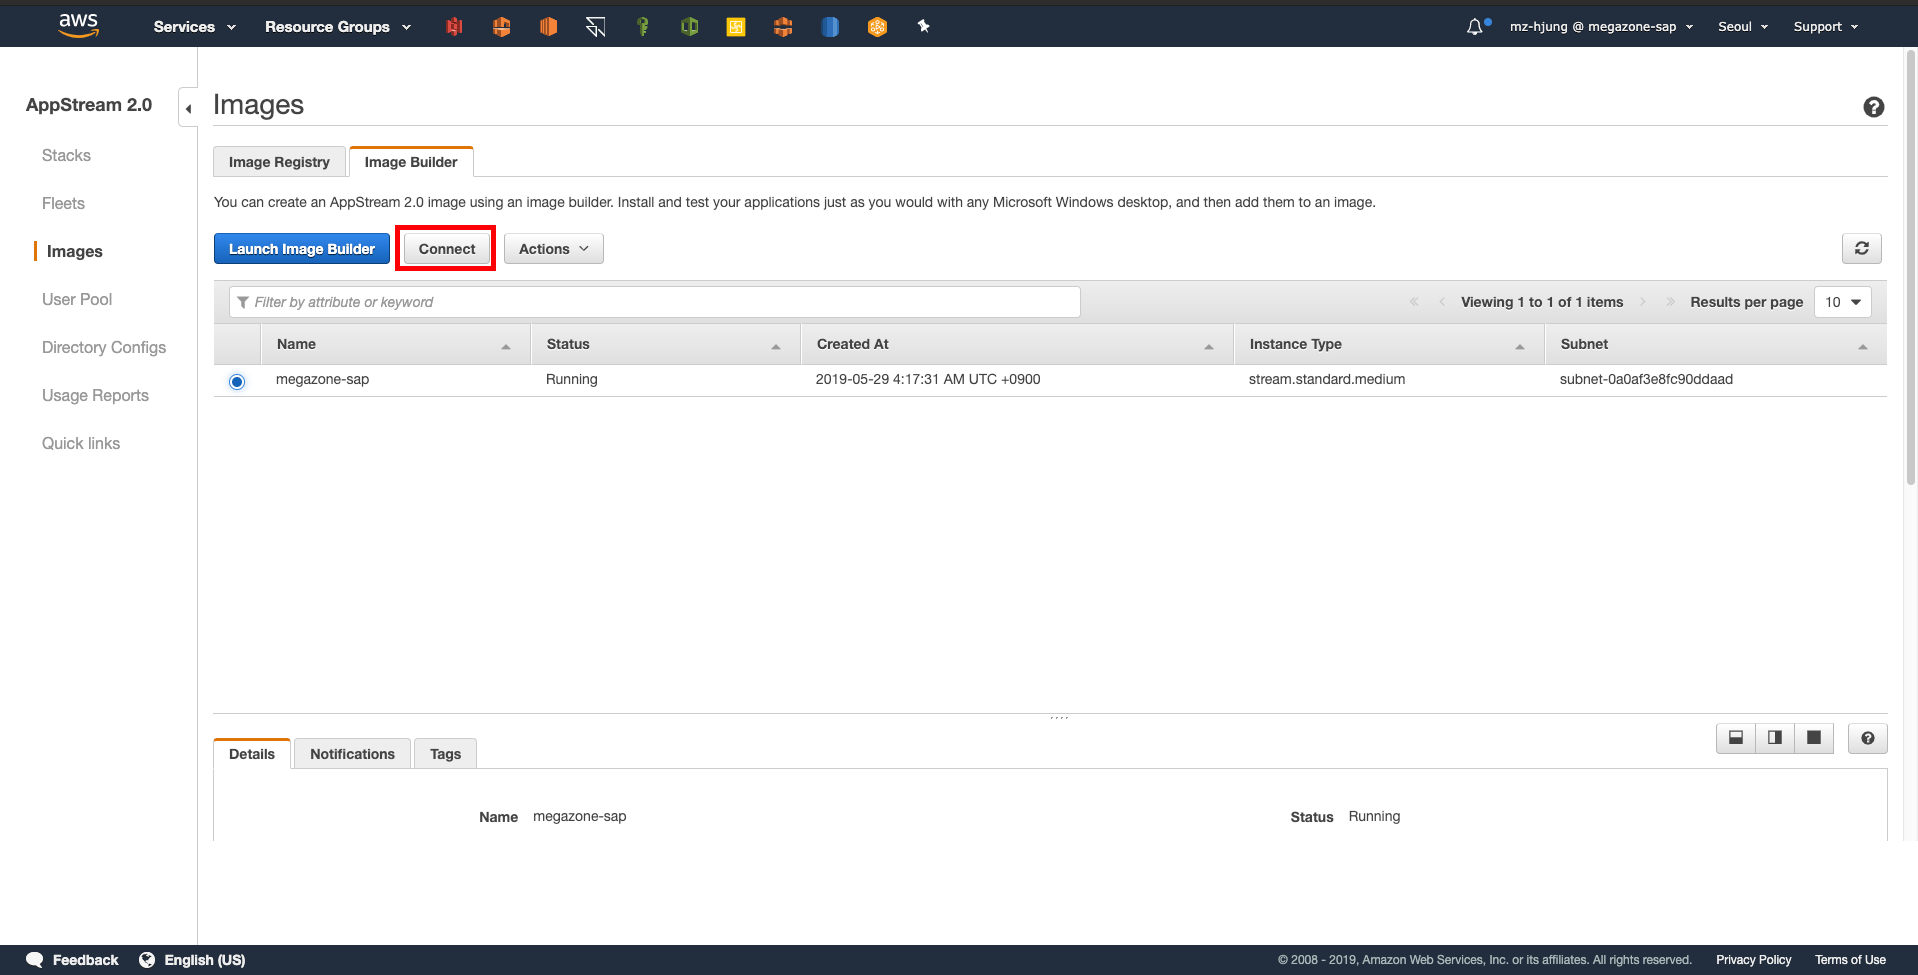 aws Services Resource Groups mz-hjung @ megazone-sap Seoul Support
AppStream 2.0
Stacks
Fleets
Images
User Pool
Directory Configs
Usage Reports
Quick links
Images
Image Registry Image Builder
You can create an AppStream 2.0 image using an image builder. Install and test your applications just as you would with any Microsoft Windows desktop, and then add them to an image.
Launch Image Builder Connect Actions
Filter by attribute or keyword Viewing 1 to 1 of 1 items Results per page 10
Name Status Created At Instance Type Subnet
megazone-sap Running 2019-05-29 4:17:31 AM UTC +0900 stream.standard.medium subnet-0a0af3e8fc90ddaad
Details Notifications Tags
Name megazone-sap Status Running
Feedback English (US) © 2008 - 2019, Amazon Web Services, Inc. or its affiliates. All rights reserved. Privacy Policy Terms of Use